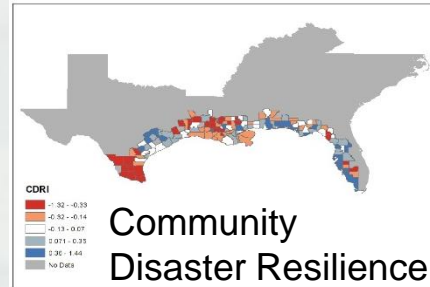 CDRI
-1.32 - -0.33
-0.32 - -0.14
-0.13 - 0.07
0.071 - 0.35
0.36 - 1.44
No Data
Community
Disaster Resilience